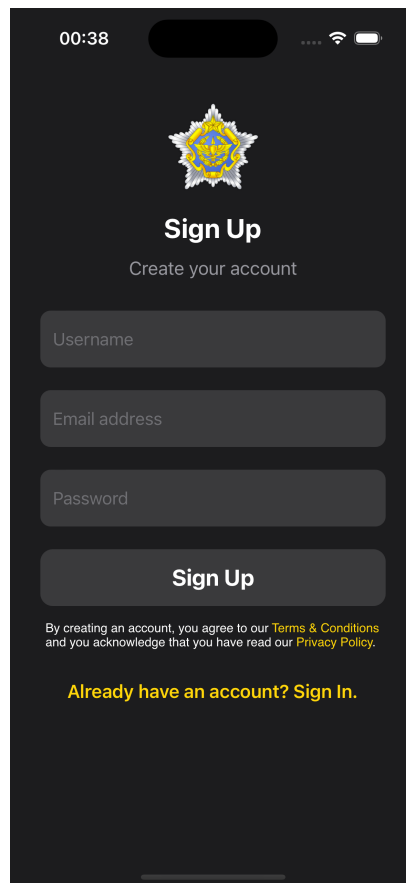 00:38
Sign Up
Create your account
Username
Email address
Password
Sign Up
By creating an account, you agree to our Terms & Conditions
and you acknowledge that you have read our Privacy Policy.
Already have an account? Sign In.